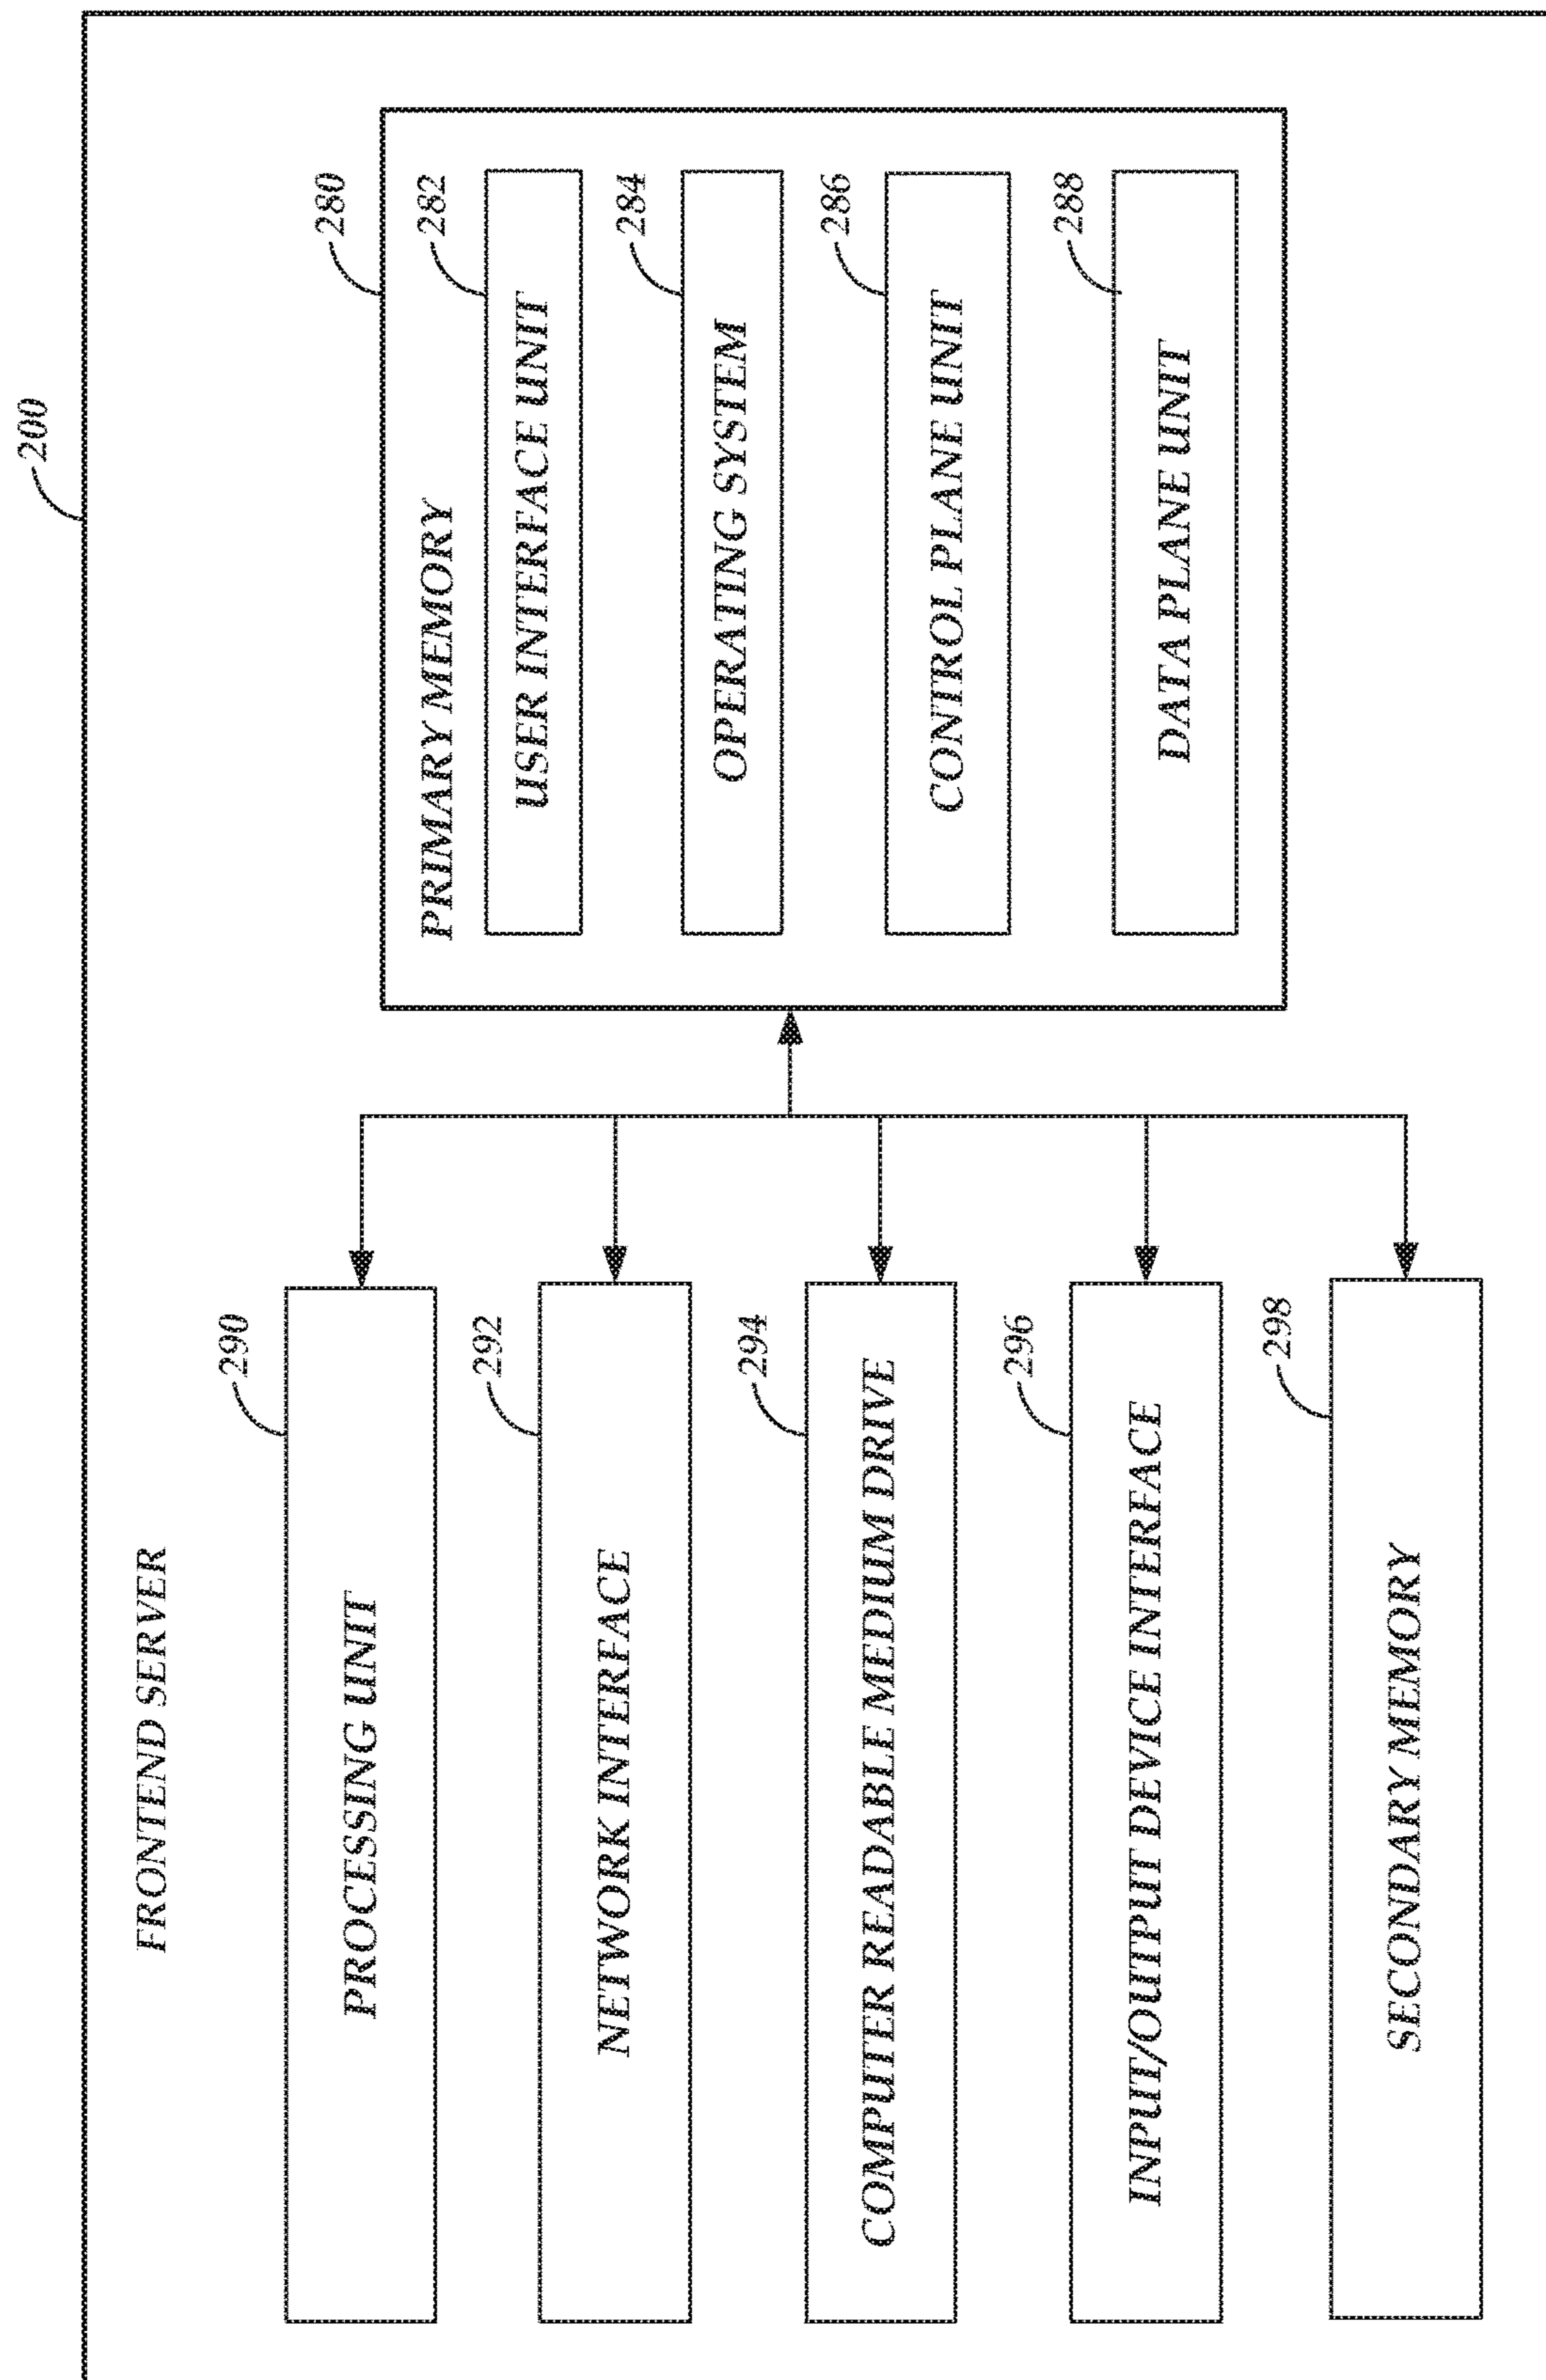 200
FRONTEND SERVER
290
PROCESSING UNIT
292
NETWORK INTERFACE
294
COMPUTER READABLE MEDIUM DRIVE
296
INPUT/OUTPUT DEVICE INTERFACE
298
SECONDARY MEMORY
280
PRIMARY MEMORY
282
USER INTERFACE UNIT
284
OPERATING SYSTEM
286
CONTROL PLANE UNIT
288
DATA PLANE UNIT